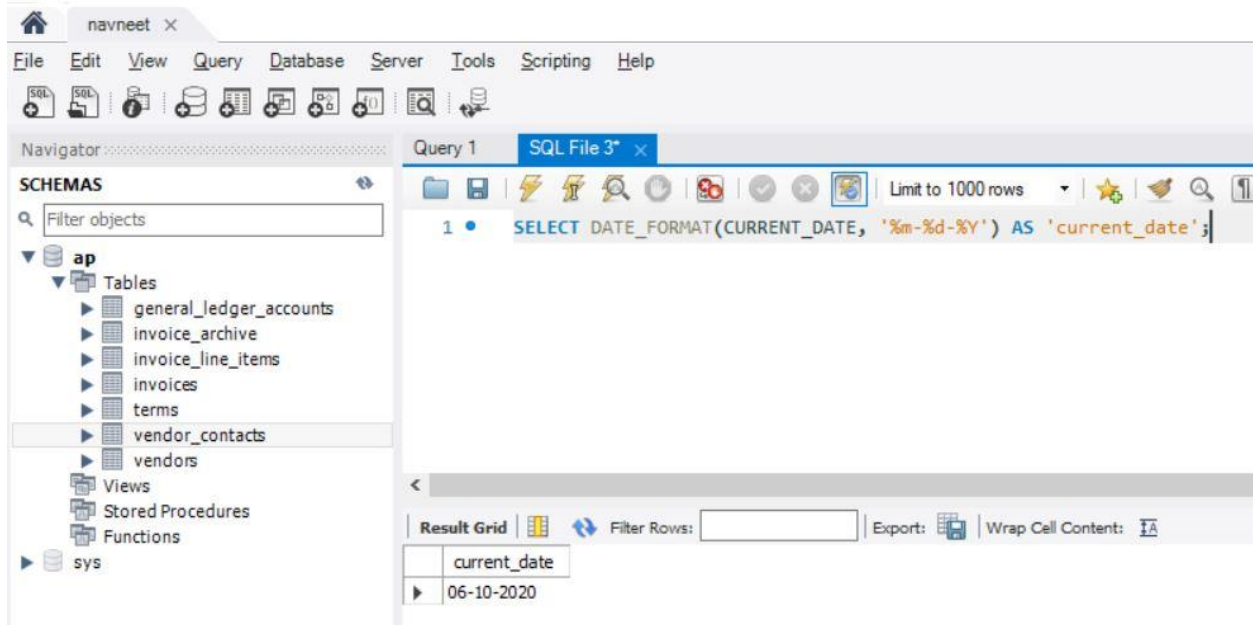 navneet ×
File Edit View Query Database Server Tools Scripting Help
Navigator
SCHEMAS
Filter objects
ap
Tables
general_ledger_accounts
invoice_archive
invoice_line_items
invoices
terms
vendor_contacts
vendors
Views
Stored Procedures
Functions
sys
Query 1 SQL File 3* ×
Limit to 1000 rows
1 SELECT DATE_FORMAT(CURRENT_DATE, '%m-%d-%Y') AS 'current_date';
Result Grid Filter Rows: Export: Wrap Cell Content: IA
current_date
06-10-2020